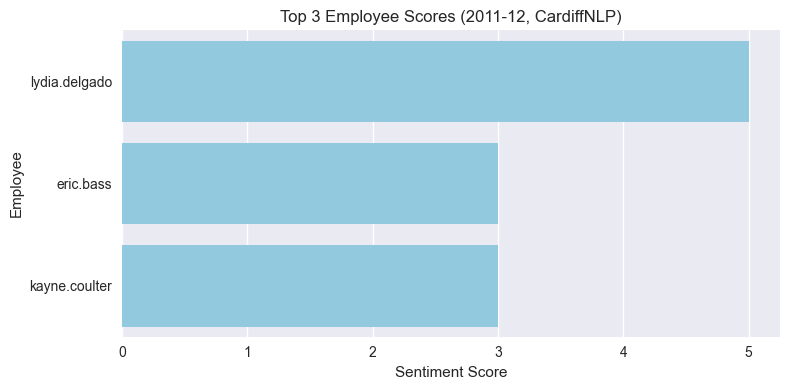 Top 3 Employee Scores (2011-12, CardiffNLP)
Employee
lydia.delgado
eric.bass
kayne.coulter
0 1 2 3 4 5
Sentiment Score